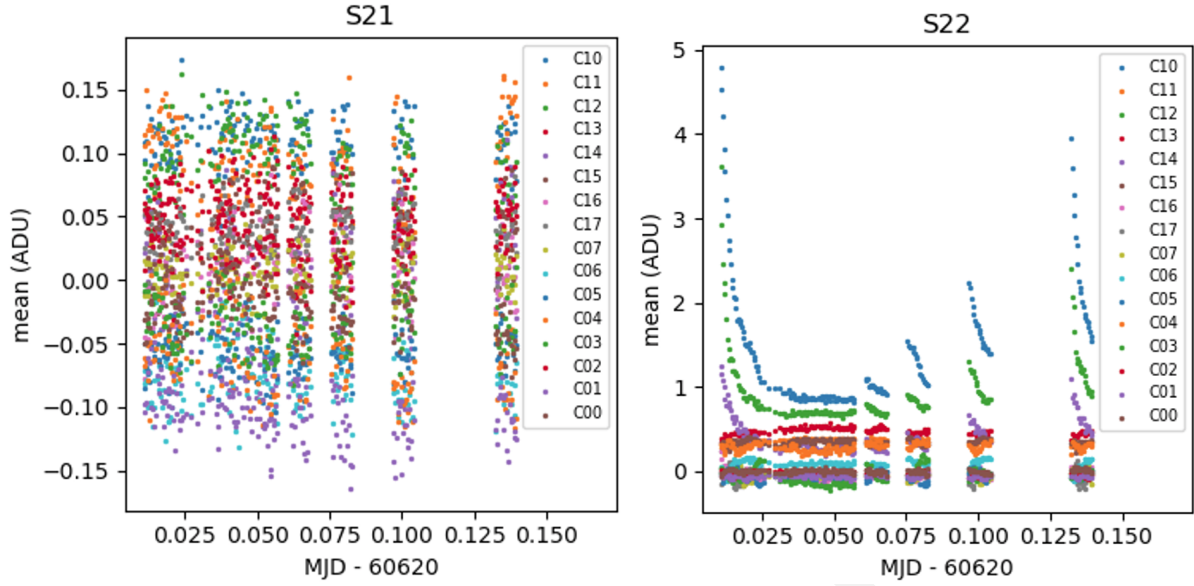 S21
0.15
0.10
0.05
0.00
−0.05
−0.10
−0.15
mean (ADU)
0.025 0.050 0.075 0.100 0.125 0.150
MJD - 60620
C10
C11
C12
C13
C14
C15
C16
C17
C07
C06
C05
C04
C03
C02
C01
C00
S22
5
4
3
2
1
0
mean (ADU)
0.025 0.050 0.075 0.100 0.125 0.150
MJD - 60620
C10
C11
C12
C13
C14
C15
C16
C17
C07
C06
C05
C04
C03
C02
C01
C00